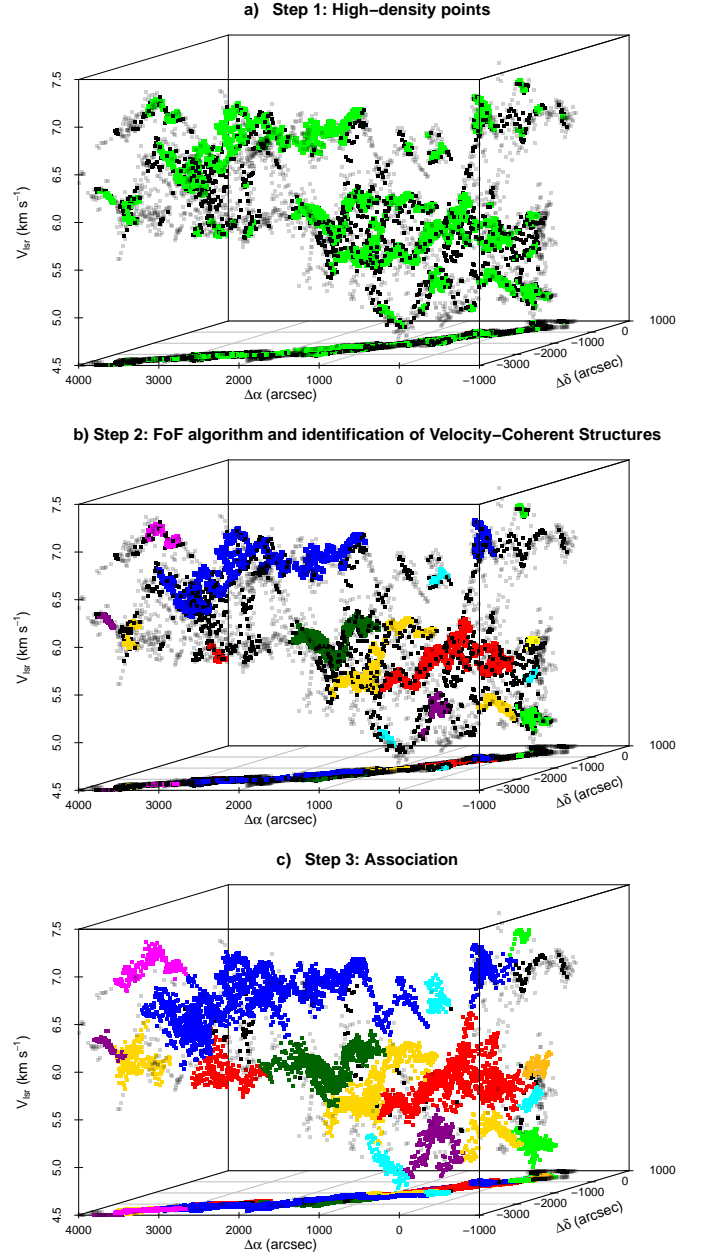 a) Step 1: High−density points
7.5
7.0
6.5
6.0
5.5
5.0
4.5
Vlsr (km s−1)
4000 3000 2000 1000 0 −1000
Δα (arcsec)
−3000 −2000 −1000 0 1000
Δδ (arcsec)
b) Step 2: FoF algorithm and identification of Velocity−Coherent Structures
7.5
7.0
6.5
6.0
5.5
5.0
4.5
Vlsr (km s−1)
4000 3000 2000 1000 0 −1000
Δα (arcsec)
−3000 −2000 −1000 0 1000
Δδ (arcsec)
c) Step 3: Association
7.5
7.0
6.5
6.0
5.5
5.0
4.5
Vlsr (km s−1)
4000 3000 2000 1000 0 −1000
Δα (arcsec)
−3000 −2000 −1000 0 1000
Δδ (arcsec)